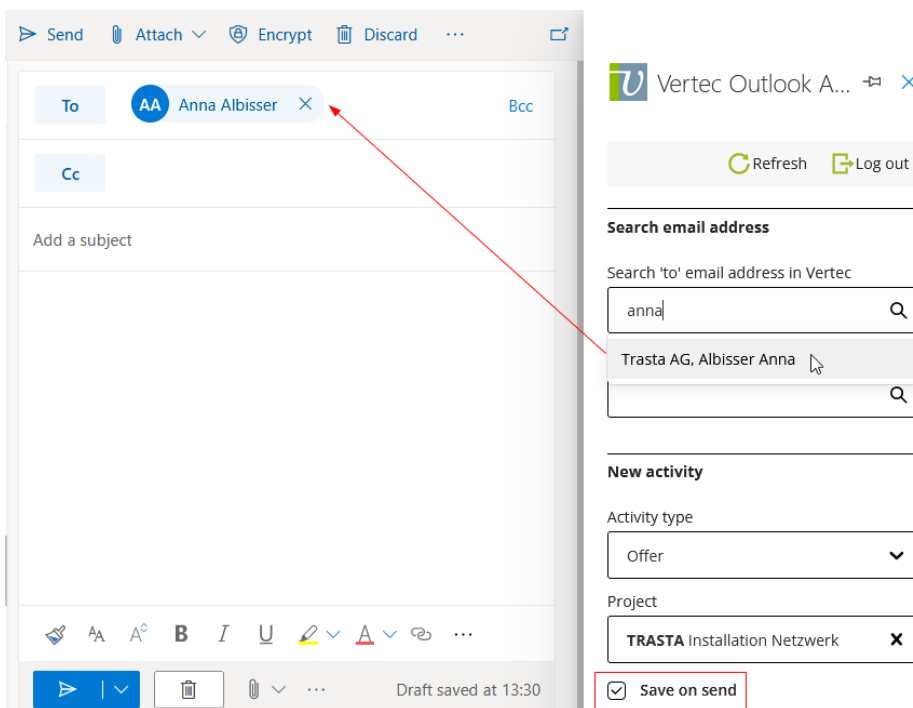 Send Attach Encrypt Discard ...
To AA Anna Albisser Bcc
Cc
Add a subject
B I U A ...
... Draft saved at 13:30
Vertec Outlook A...
Refresh Log out
Search email address
Search 'to' email address in Vertec
anna
Trasta AG, Albisser Anna
New activity
Activity type
Offer
Project
TRASTA Installation Netzwerk
Save on send